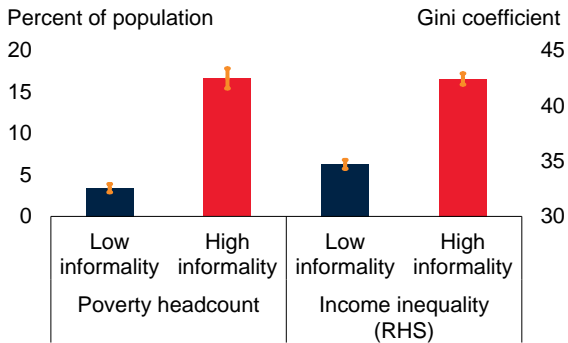 Percent of population
Gini coefficient
20
15
10
5
0
45
40
35
30
Low
informality
High
informality
Low
informality
High
informality
Poverty headcount
Income inequality
(RHS)